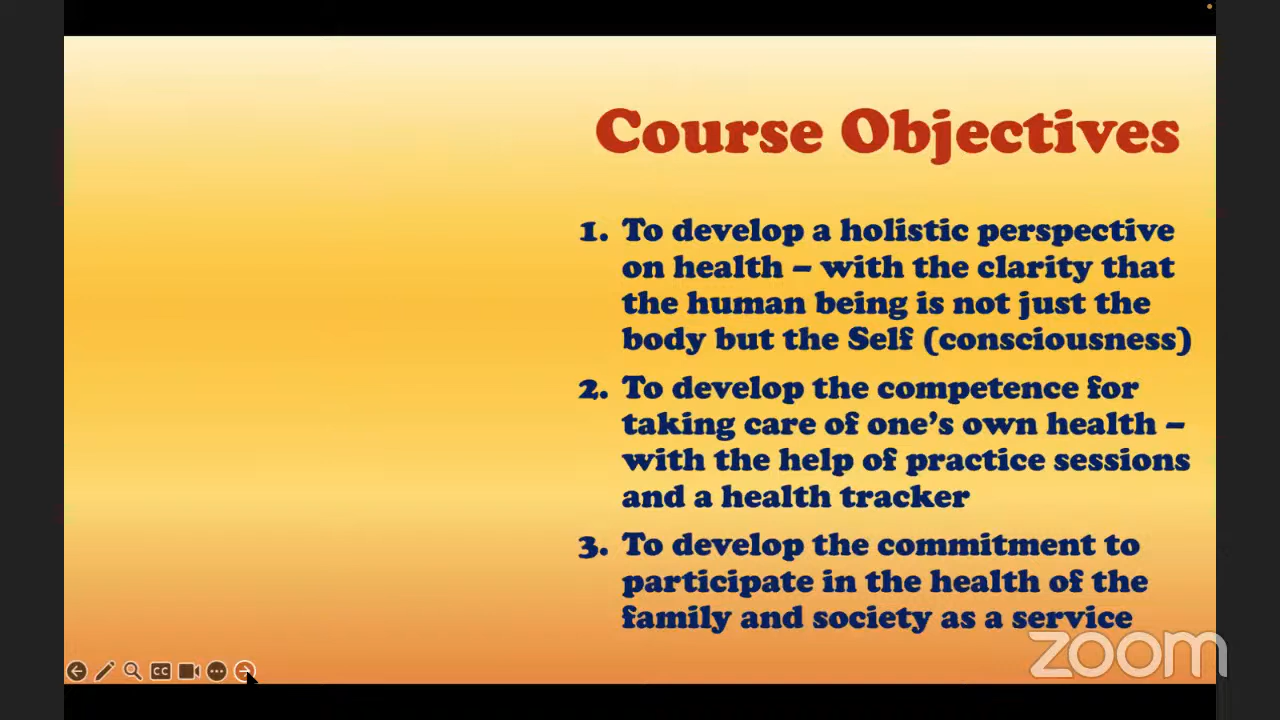 Course Objectives
1. To develop a holistic perspective
on health – with the clarity that
the human being is not just the
body but the Self (consciousness)
2. To develop the competence for
taking care of one’s own health –
with the help of practice sessions
and a health tracker
3. To develop the commitment to
participate in the health of the
family and society as a service
CC
zoom